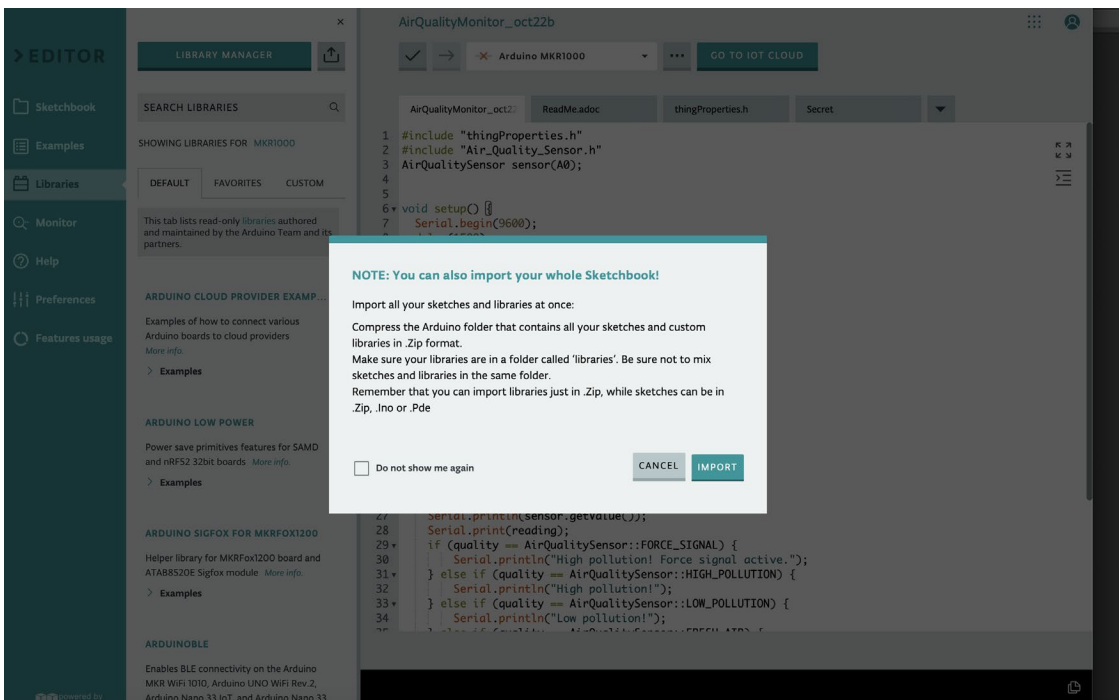 ×
AirQualityMonitor_oct22b
>EDITOR
LIBRARY MANAGER
Arduino MKR1000
GO TO IOT CLOUD
Sketchbook
Examples
Libraries
Monitor
Help
Preferences
Features usage
SEARCH LIBRARIES
SHOWING LIBRARIES FOR MKR1000
DEFAULT FAVORITES CUSTOM
This tab lists read-only libraries authored
and maintained by the Arduino Team and its
partners.
ARDUINO CLOUD PROVIDER EXAMP...
Examples of how to connect various
Arduino boards to cloud providers
More info.
> Examples
ARDUINO LOW POWER
Power save primitives features for SAMD
and nRF52 32bit boards More info.
> Examples
ARDUINO SIGFOX FOR MKRFOX1200
Helper library for MKRFox1200 board and
ATAB8520E Sigfox module More info.
> Examples
ARDUINOBLE
Enables BLE connectivity on the Arduino
MKR WiFi 1010, Arduino UNO WiFi Rev.2,
Arduino Nano 33 IoT, and Arduino Nano 33
powered by
AirQualityMonitor_oct22 ReadMe.adoc thingProperties.h Secret
1 #include "thingProperties.h"
2 #include "Air_Quality_Sensor.h"
3 AirQualitySensor sensor(A0);
4
5
6 void setup() {
7 Serial.begin(9600);
NOTE: You can also import your whole Sketchbook!
Import all your sketches and libraries at once:
Compress the Arduino folder that contains all your sketches and custom
libraries in .Zip format.
Make sure your libraries are in a folder called 'libraries'. Be sure not to mix
sketches and libraries in the same folder.
Remember that you can import libraries just in .Zip, while sketches can be in
.Zip, .Ino or .Pde
Do not show me again
CANCEL IMPORT
27 Serial.println(sensor.getValue());
28 Serial.print(reading);
29 if (quality == AirQualitySensor::FORCE_SIGNAL) {
30 Serial.println("High pollution! Force signal active.");
31 } else if (quality == AirQualitySensor::HIGH_POLLUTION) {
32 Serial.println("High pollution!");
33 } else if (quality == AirQualitySensor::LOW_POLLUTION) {
34 Serial.println("Low pollution!");